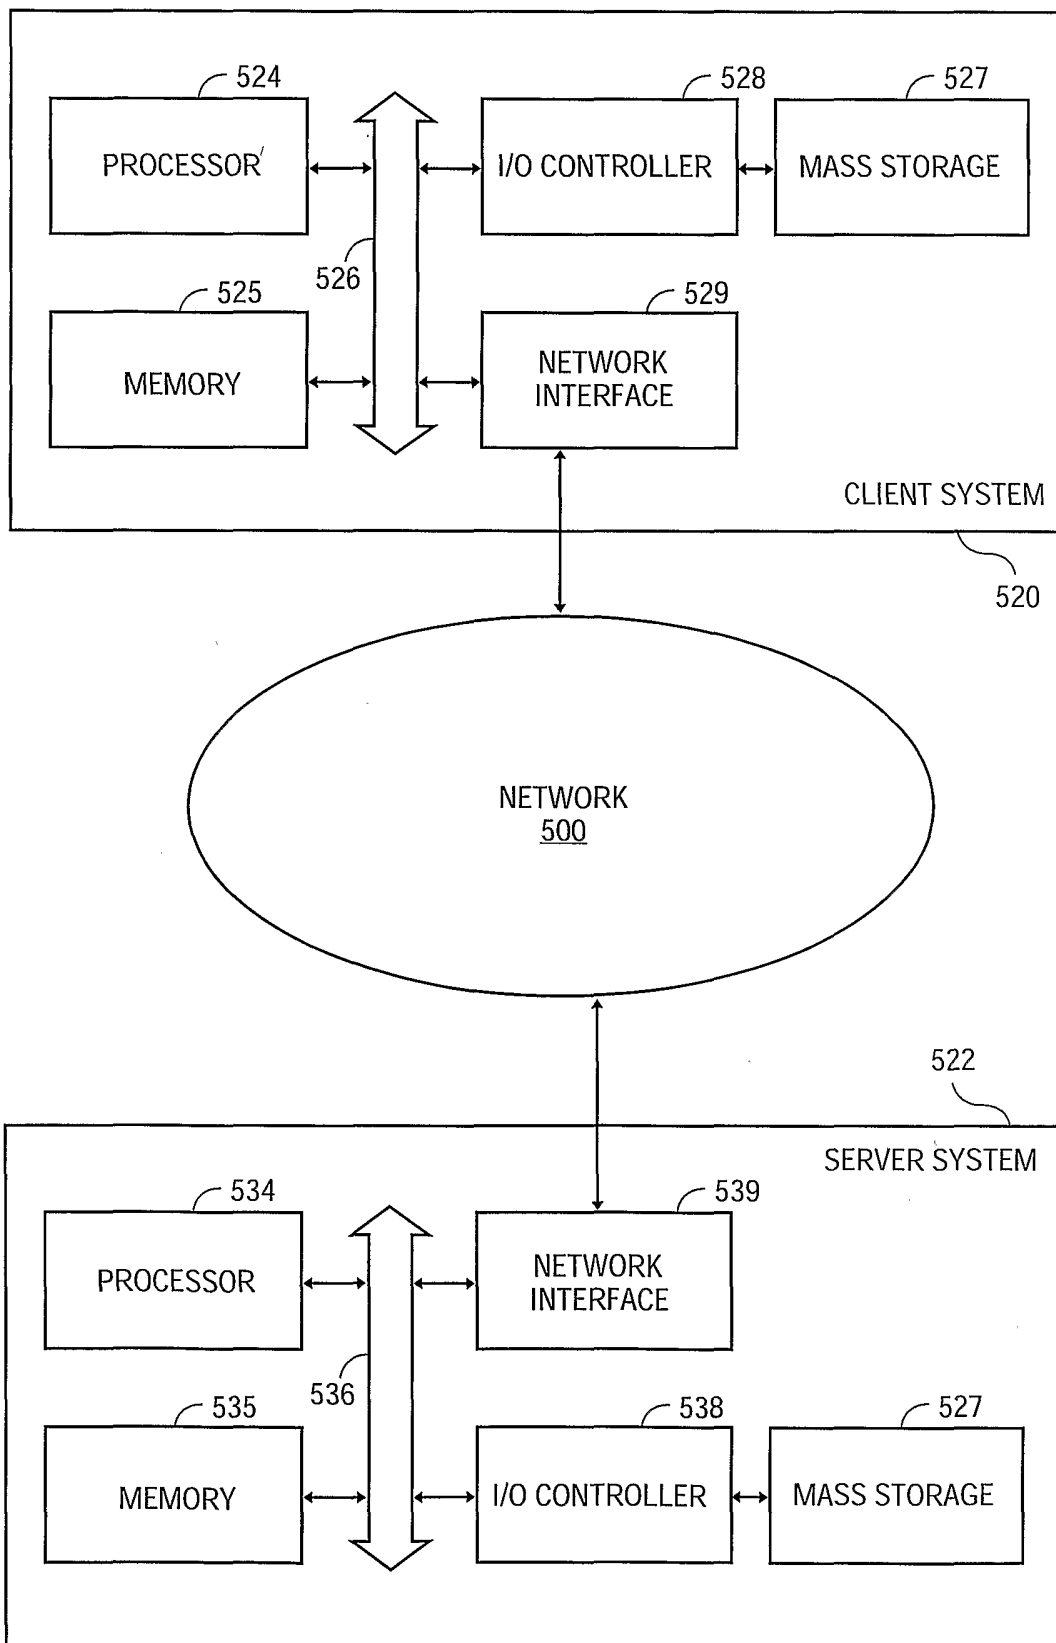 524
528
527
PROCESSOR
I/O CONTROLLER
MASS STORAGE
526
525
529
MEMORY
NETWORK
INTERFACE
CLIENT SYSTEM
520
NETWORK
500
522
SERVER SYSTEM
534
539
PROCESSOR
NETWORK
INTERFACE
536
535
538
527
MEMORY
I/O CONTROLLER
MASS STORAGE